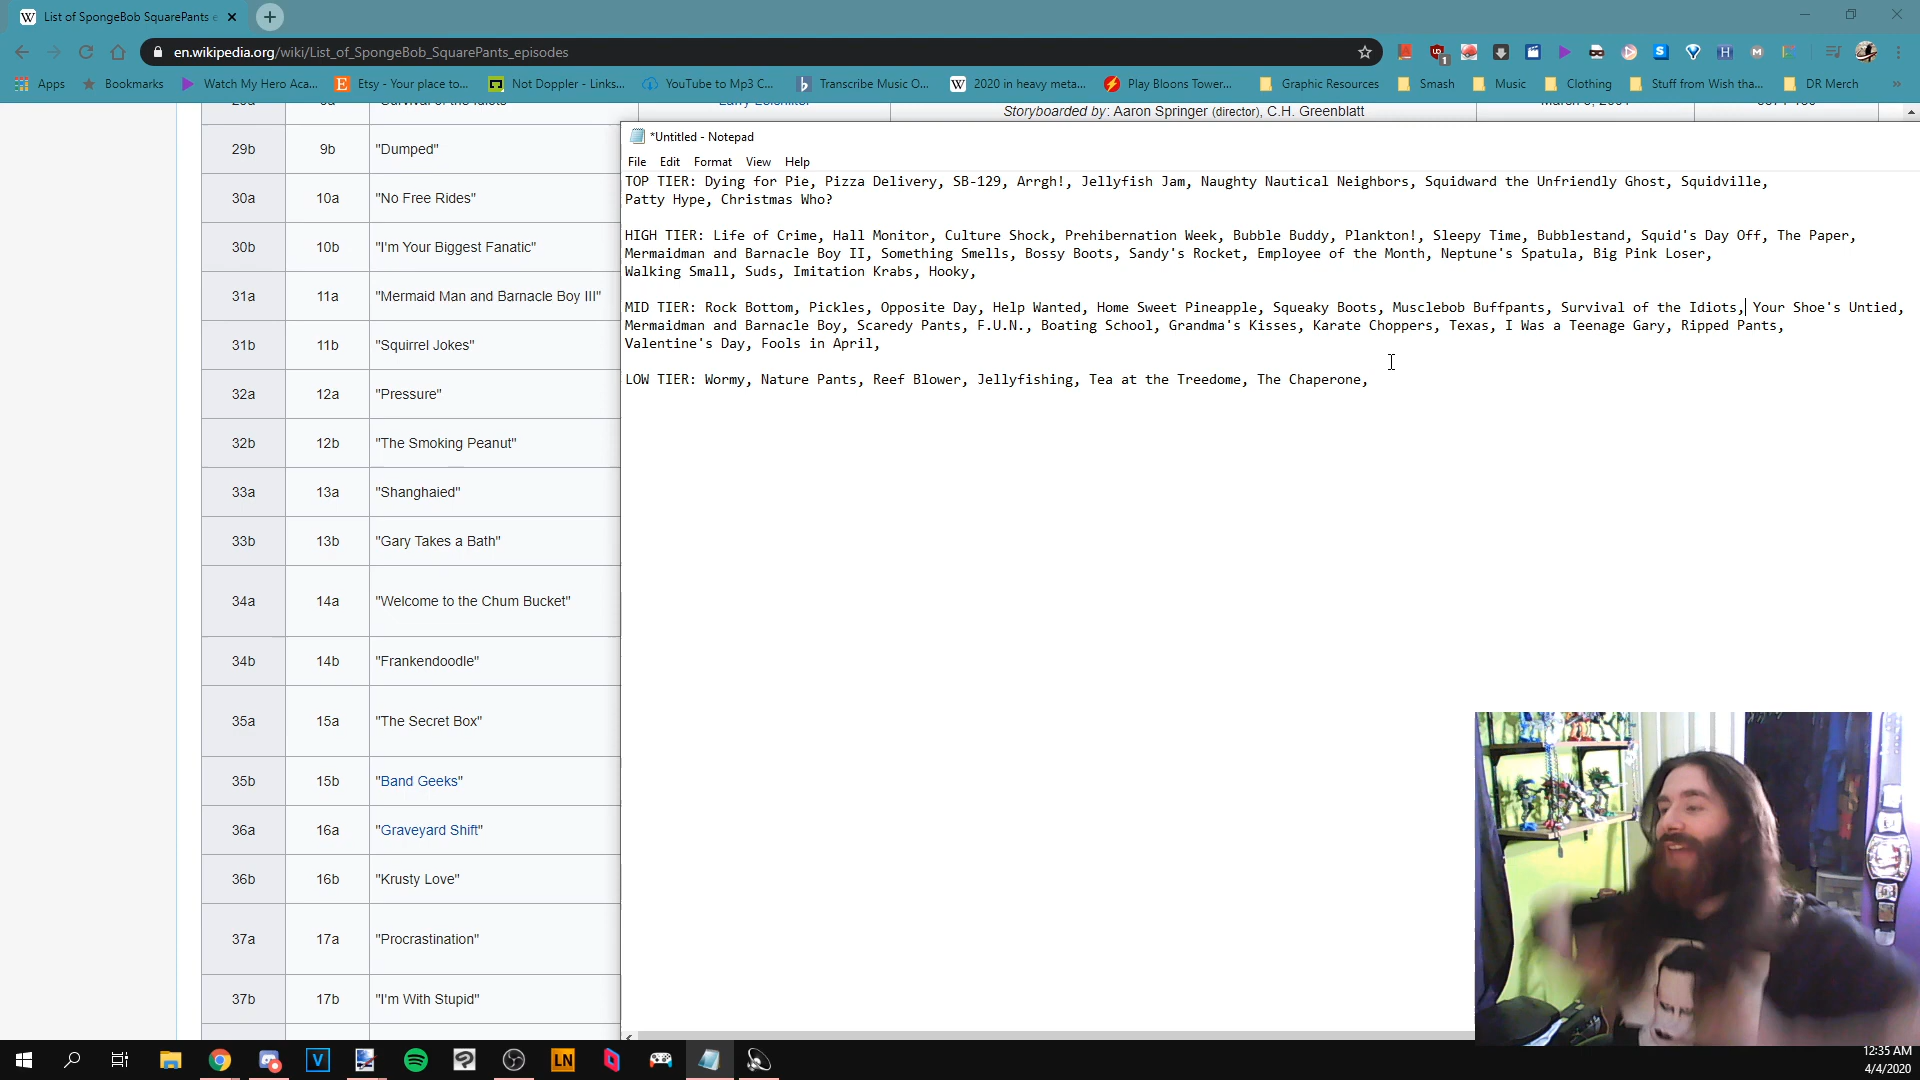 List of SpongeBob SquarePants e
en.wikipedia.org/wiki/List_of_SpongeBob_SquarePants_episodes
Apps
Bookmarks
Watch My Hero Aca...
Etsy - Your place to...
Not Doppler - Links...
YouTube to Mp3 C...
Transcribe Music O...
2020 in heavy meta...
Play Bloons Tower...
Graphic Resources
Smash
Music
Clothing
Stuff from Wish tha...
DR Merch
Storyboarded by: Aaron Springer (director), C.H. Greenblatt
29b 9b "Dumped"
30a 10a "No Free Rides"
30b 10b "I'm Your Biggest Fanatic"
31a 11a "Mermaid Man and Barnacle Boy III"
31b 11b "Squirrel Jokes"
32a 12a "Pressure"
32b 12b "The Smoking Peanut"
33a 13a "Shanghaied"
33b 13b "Gary Takes a Bath"
34a 14a "Welcome to the Chum Bucket"
34b 14b "Frankendoodle"
35a 15a "The Secret Box"
35b 15b "Band Geeks"
36a 16a "Graveyard Shift"
36b 16b "Krusty Love"
37a 17a "Procrastination"
37b 17b "I'm With Stupid"
*Untitled - Notepad
File Edit Format View Help
TOP TIER: Dying for Pie, Pizza Delivery, SB-129, Arrgh!, Jellyfish Jam, Naughty Nautical Neighbors, Squidward the Unfriendly Ghost, Squidville,
Patty Hype, Christmas Who?
HIGH TIER: Life of Crime, Hall Monitor, Culture Shock, Prehibernation Week, Bubble Buddy, Plankton!, Sleepy Time, Bubblestand, Squid's Day Off, The Paper,
Mermaidman and Barnacle Boy II, Something Smells, Bossy Boots, Sandy's Rocket, Employee of the Month, Neptune's Spatula, Big Pink Loser,
Walking Small, Suds, Imitation Krabs, Hooky,
MID TIER: Rock Bottom, Pickles, Opposite Day, Help Wanted, Home Sweet Pineapple, Squeaky Boots, Musclebob Buffpants, Survival of the Idiots, Your Shoe's Untied,
Mermaidman and Barnacle Boy, Scaredy Pants, F.U.N., Boating School, Grandma's Kisses, Karate Choppers, Texas, I Was a Teenage Gary, Ripped Pants,
Valentine's Day, Fools in April,
LOW TIER: Wormy, Nature Pants, Reef Blower, Jellyfishing, Tea at the Treedome, The Chaperone,
LN
12:35 AM
4/4/2020